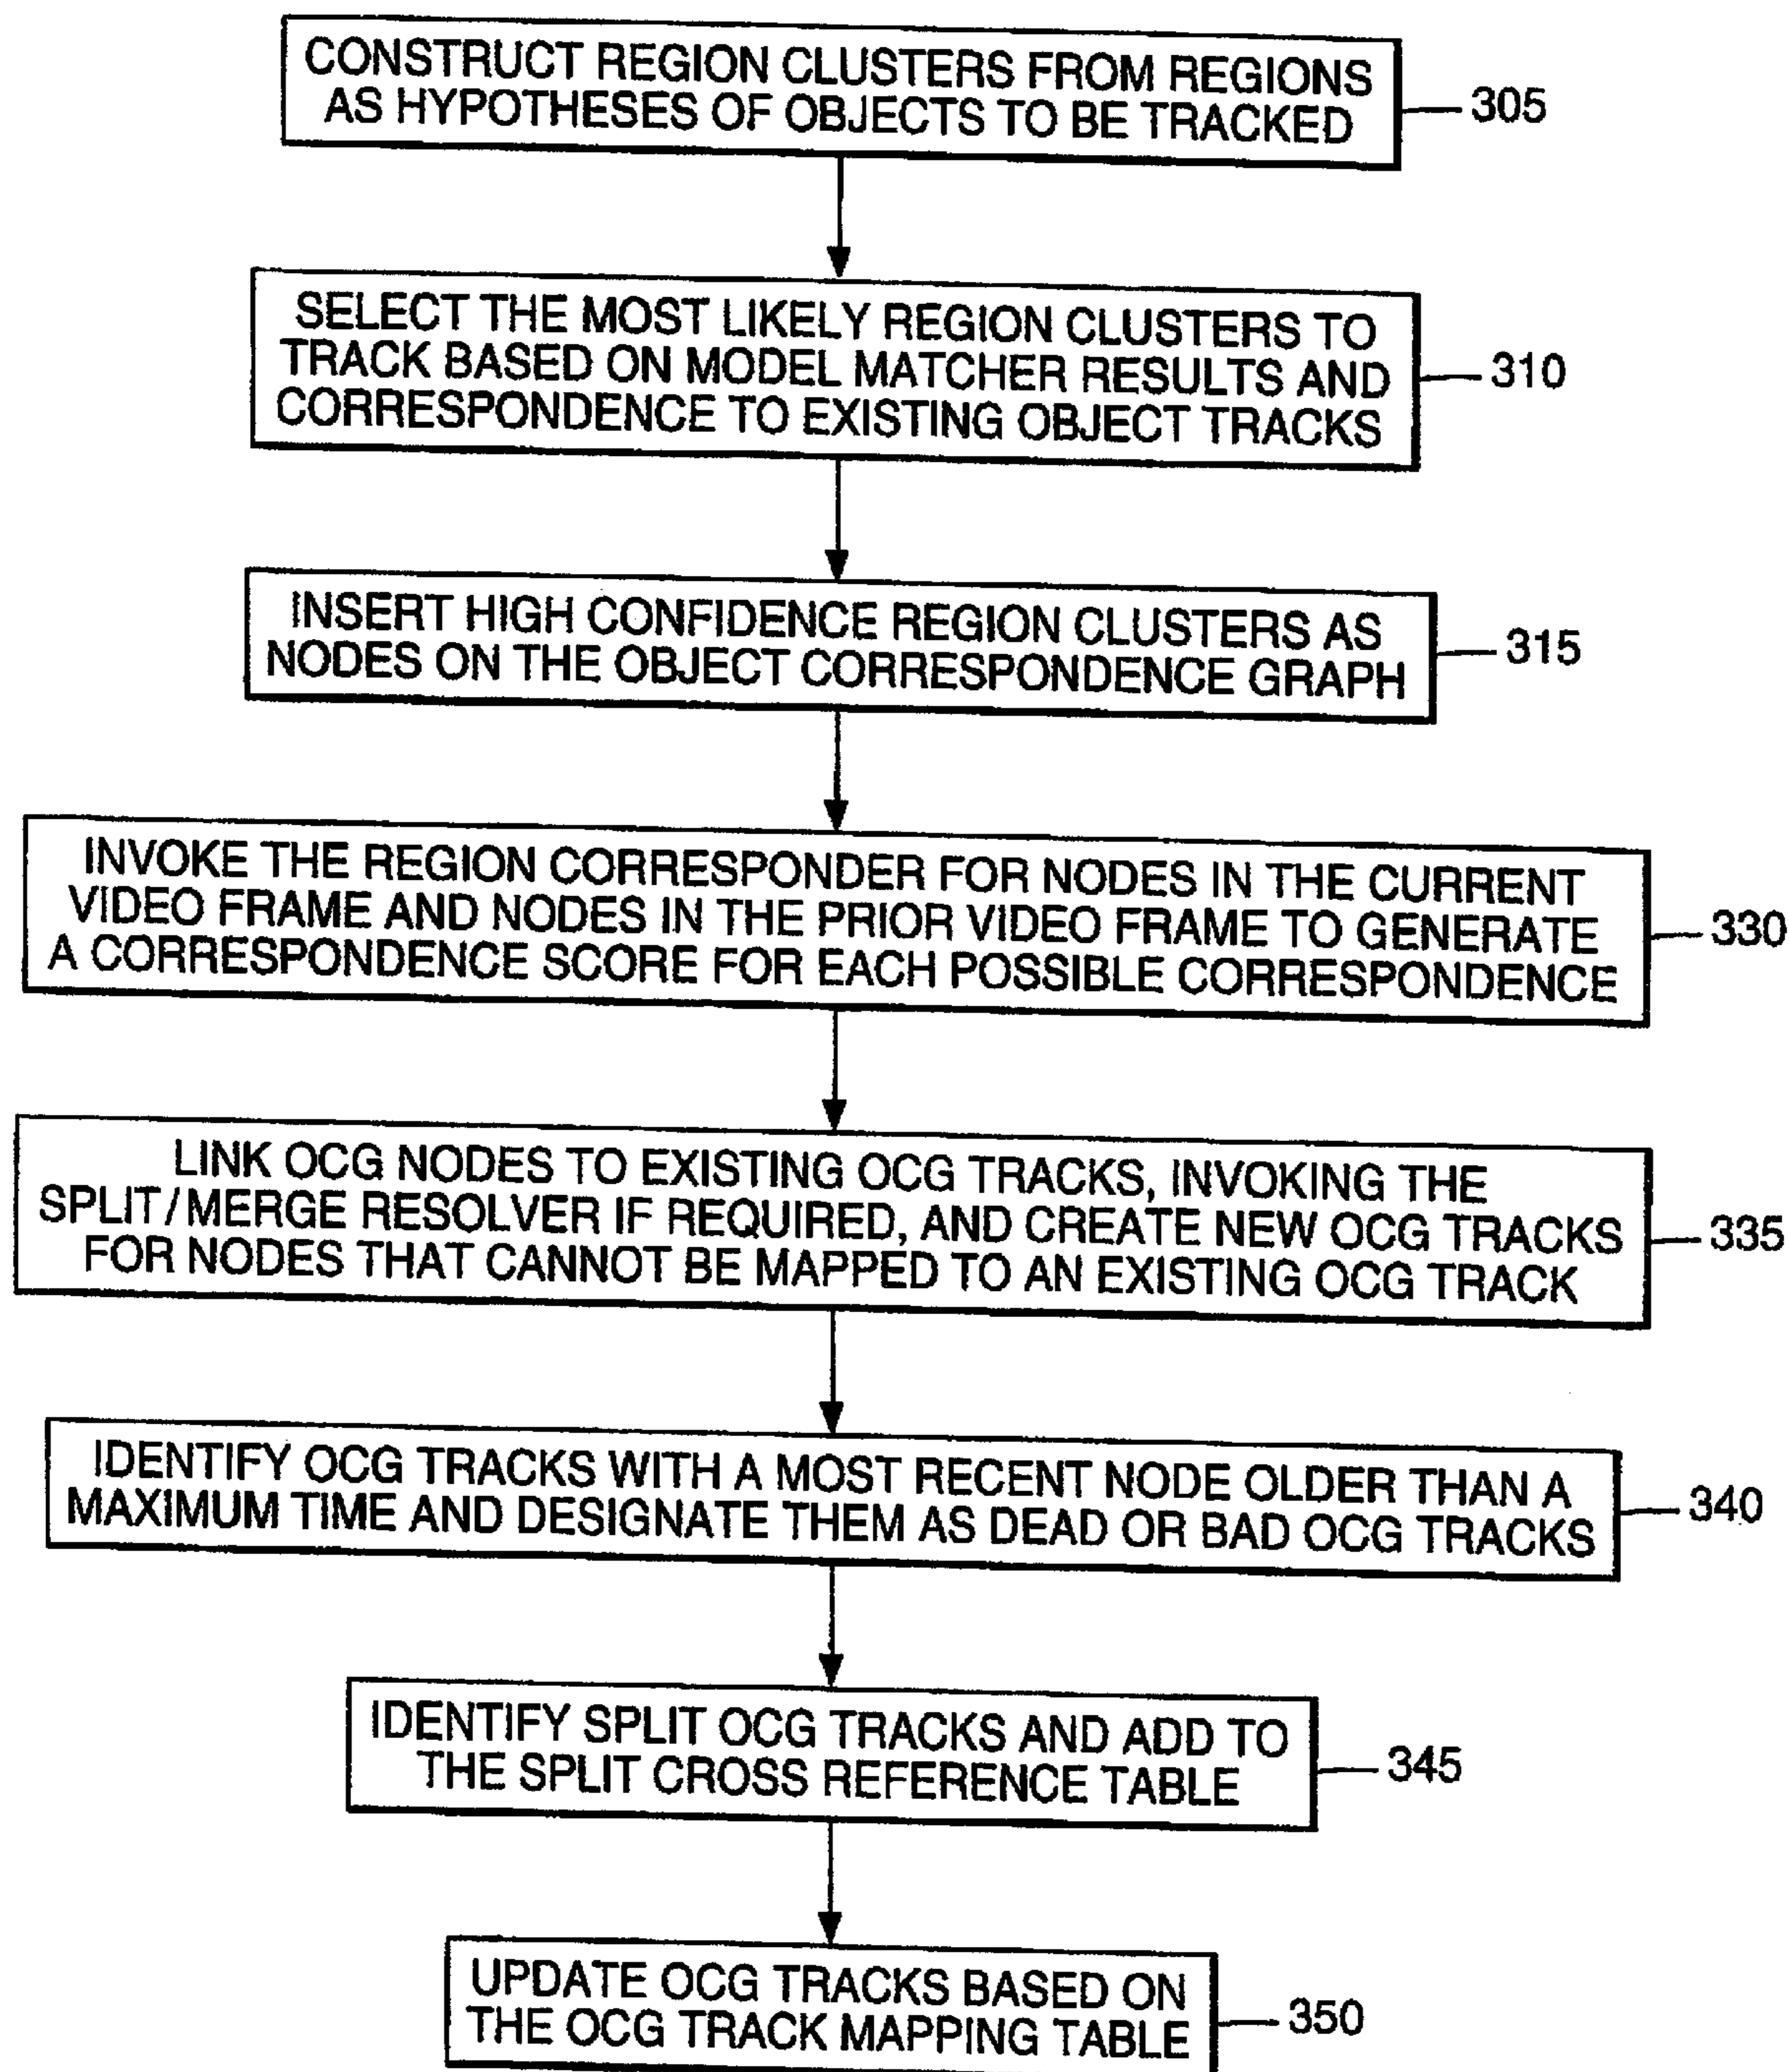 CONSTRUCT REGION CLUSTERS FROM REGIONS
AS HYPOTHESES OF OBJECTS TO BE TRACKED
305
SELECT THE MOST LIKELY REGION CLUSTERS TO
TRACK BASED ON MODEL MATCHER RESULTS AND
CORRESPONDENCE TO EXISTING OBJECT TRACKS
310
INSERT HIGH CONFIDENCE REGION CLUSTERS AS
NODES ON THE OBJECT CORRESPONDENCE GRAPH
315
INVOKE THE REGION CORRESPONDER FOR NODES IN THE CURRENT
VIDEO FRAME AND NODES IN THE PRIOR VIDEO FRAME TO GENERATE
A CORRESPONDENCE SCORE FOR EACH POSSIBLE CORRESPONDENCE
330
LINK OCG NODES TO EXISTING OCG TRACKS, INVOKING THE
SPLIT/MERGE RESOLVER IF REQUIRED, AND CREATE NEW OCG TRACKS
FOR NODES THAT CANNOT BE MAPPED TO AN EXISTING OCG TRACK
335
IDENTIFY OCG TRACKS WITH A MOST RECENT NODE OLDER THAN A
MAXIMUM TIME AND DESIGNATE THEM AS DEAD OR BAD OCG TRACKS
340
IDENTIFY SPLIT OCG TRACKS AND ADD TO
THE SPLIT CROSS REFERENCE TABLE
345
UPDATE OCG TRACKS BASED ON
THE OCG TRACK MAPPING TABLE
350